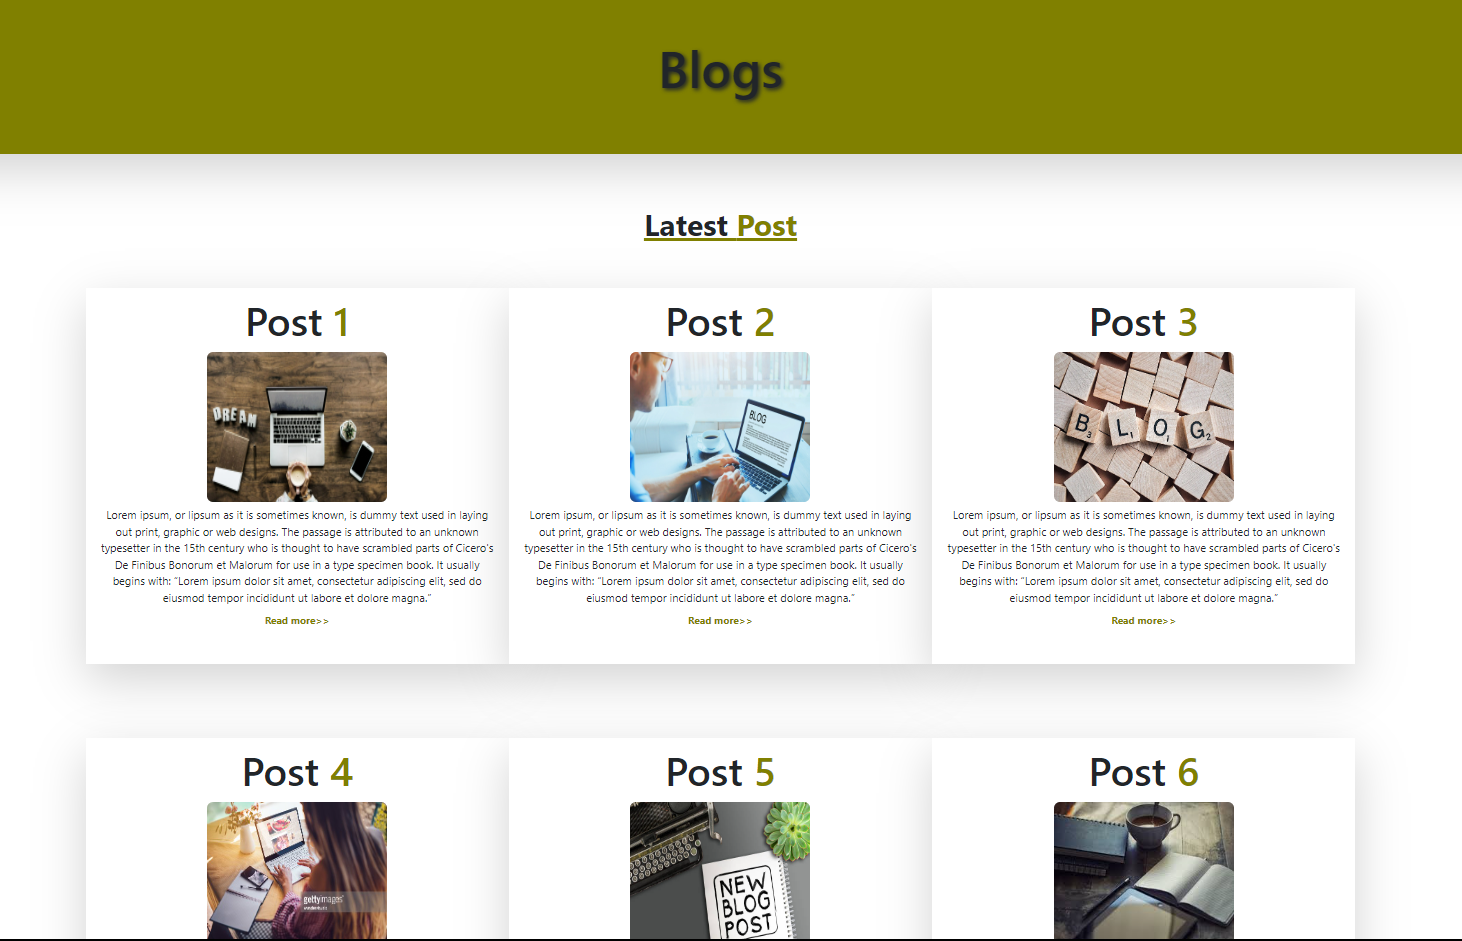 Blogs
Latest Post
Post 1
DREAM
Lorem ipsum, or lipsum as it is sometimes known, is dummy text used in laying
out print, graphic or web designs. The passage is attributed to an unknown
typesetter in the 15th century who is thought to have scrambled parts of Cicero's
De Finibus Bonorum et Malorum for use in a type specimen book. It usually
begins with: “Lorem ipsum dolor sit amet, consectetur adipiscing elit, sed do
eiusmod tempor incididunt ut labore et dolore magna.”
Read more>>
Post 2
BLOG
Lorem ipsum, or lipsum as it is sometimes known, is dummy text used in laying
out print, graphic or web designs. The passage is attributed to an unknown
typesetter in the 15th century who is thought to have scrambled parts of Cicero's
De Finibus Bonorum et Malorum for use in a type specimen book. It usually
begins with: “Lorem ipsum dolor sit amet, consectetur adipiscing elit, sed do
eiusmod tempor incididunt ut labore et dolore magna.”
Read more>>
Post 3
B3 L1 O1 G2
Lorem ipsum, or lipsum as it is sometimes known, is dummy text used in laying
out print, graphic or web designs. The passage is attributed to an unknown
typesetter in the 15th century who is thought to have scrambled parts of Cicero's
De Finibus Bonorum et Malorum for use in a type specimen book. It usually
begins with: “Lorem ipsum dolor sit amet, consectetur adipiscing elit, sed do
eiusmod tempor incididunt ut labore et dolore magna.”
Read more>>
Post 4
gettyimages
Post 5
NEW
BLOG
POST
Post 6